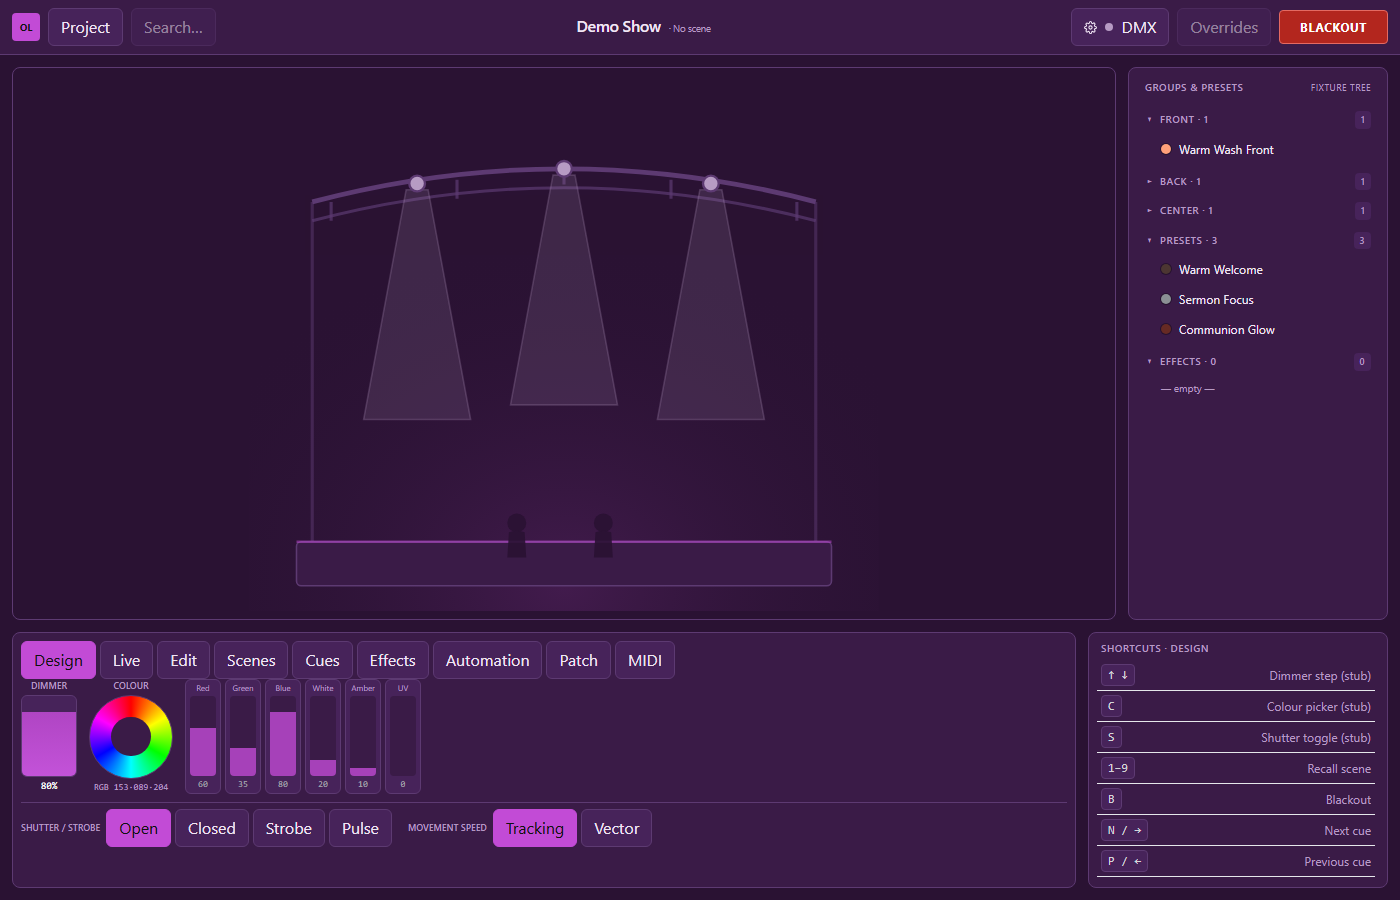 OL Project Search... Demo Show · No scene DMX Overrides BLACKOUT
GROUPS & PRESETS FIXTURE TREE
FRONT · 1 1
Warm Wash Front
BACK · 1 1
CENTER · 1 1
PRESETS · 3 3
Warm Welcome
Sermon Focus
Communion Glow
EFFECTS · 0 0
— empty —
Design Live Edit Scenes Cues Effects Automation Patch MIDI
DIMMER COLOUR Red Green Blue White Amber UV
80% RGB 153·089·204 60 35 80 20 10 0
SHUTTER / STROBE Open Closed Strobe Pulse MOVEMENT SPEED Tracking Vector
SHORTCUTS · DESIGN
↑ ↓ Dimmer step (stub)
C Colour picker (stub)
S Shutter toggle (stub)
1–9 Recall scene
B Blackout
N / → Next cue
P / ← Previous cue